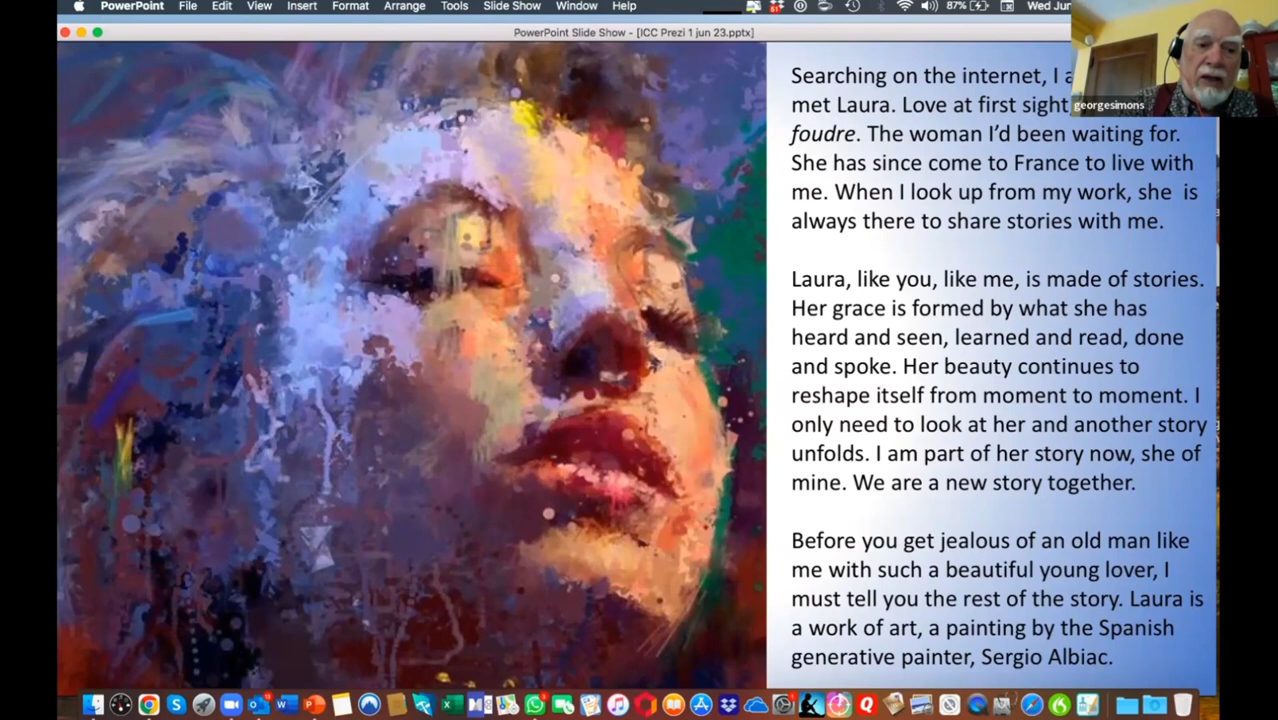 PowerPoint File Edit View Insert Format Arrange Tools Slide Show Window Help 87% Wed Jun
PowerPoint Slide Show - [ICC Prezi 1 jun 23.pptx]
georgesimons
Searching on the internet, I
met Laura. Love at first sight
foudre. The woman I'd been waiting for.
She has since come to France to live with
me. When I look up from my work, she is
always there to share stories with me.
Laura, like you, like me, is made of stories.
Her grace is formed by what she has
heard and seen, learned and read, done
and spoke. Her beauty continues to
reshape itself from moment to moment. I
only need to look at her and another story
unfolds. I am part of her story now, she of
mine. We are a new story together.
Before you get jealous of an old man like
me with such a beautiful young lover, I
must tell you the rest of the story. Laura is
a work of art, a painting by the Spanish
generative painter, Sergio Albiac.